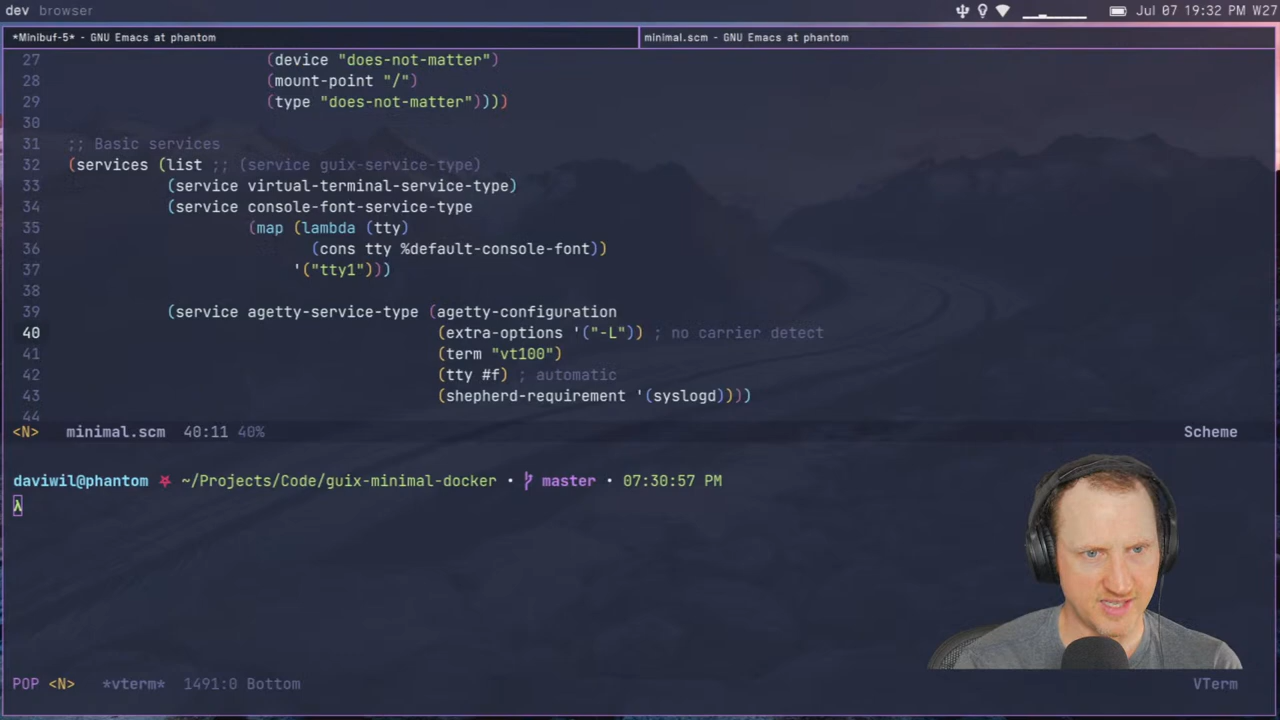 dev browser
Jul 07 19:32 PM W27
*Minibuf-5* - GNU Emacs at phantom
minimal.scm - GNU Emacs at phantom
27 (device "does-not-matter")
28 (mount-point "/")
29 (type "does-not-matter"))))
30
31 ;; Basic services
32 (services (list ;; (service guix-service-type)
33 (service virtual-terminal-service-type)
34 (service console-font-service-type
35 (map (lambda (tty)
36 (cons tty %default-console-font))
37 '("tty1")))
38
39 (service agetty-service-type (agetty-configuration
40 (extra-options '("-L")) ; no carrier detect
41 (term "vt100")
42 (tty #f) ; automatic
43 (shepherd-requirement '(syslogd))))
44
<N> minimal.scm 40:11 40% Scheme
daviwil@phantom ~/Projects/Code/guix-minimal-docker • master • 07:30:57 PM
λ
POP <N> *vterm* 1491:0 Bottom VTerm